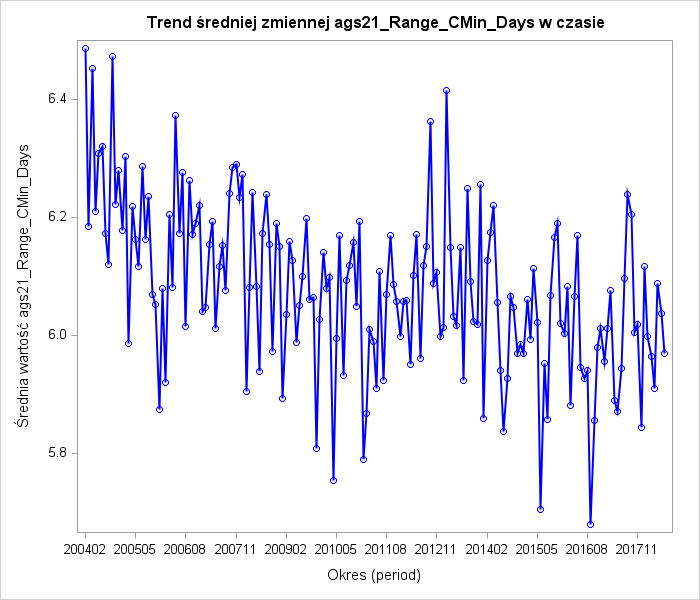 Trend średniej zmiennej ags21_Range_CMin_Days w czasie
Średnia wartość ags21_Range_CMin_Days
6.4
6.2
6.0
5.8
200402 200505 200608 200711 200902 201005 201108 201211 201402 201505 201608 201711
Okres (period)